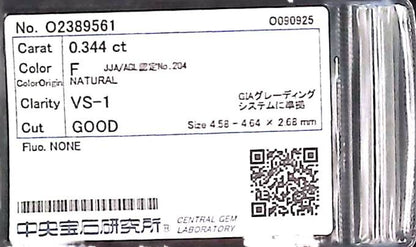 No. O2389561 O090925
Carat 0.344 ct
Color F JJA/AGL認定No.204
ColorOrigin NATURAL
Clarity VS-1 GIAグレーディング
システムに準拠
Cut GOOD Size 4.58 - 4.64 × 2.68 mm
Fluo. NONE
中央宝石研究所® CENTRAL GEM
LABORATORY